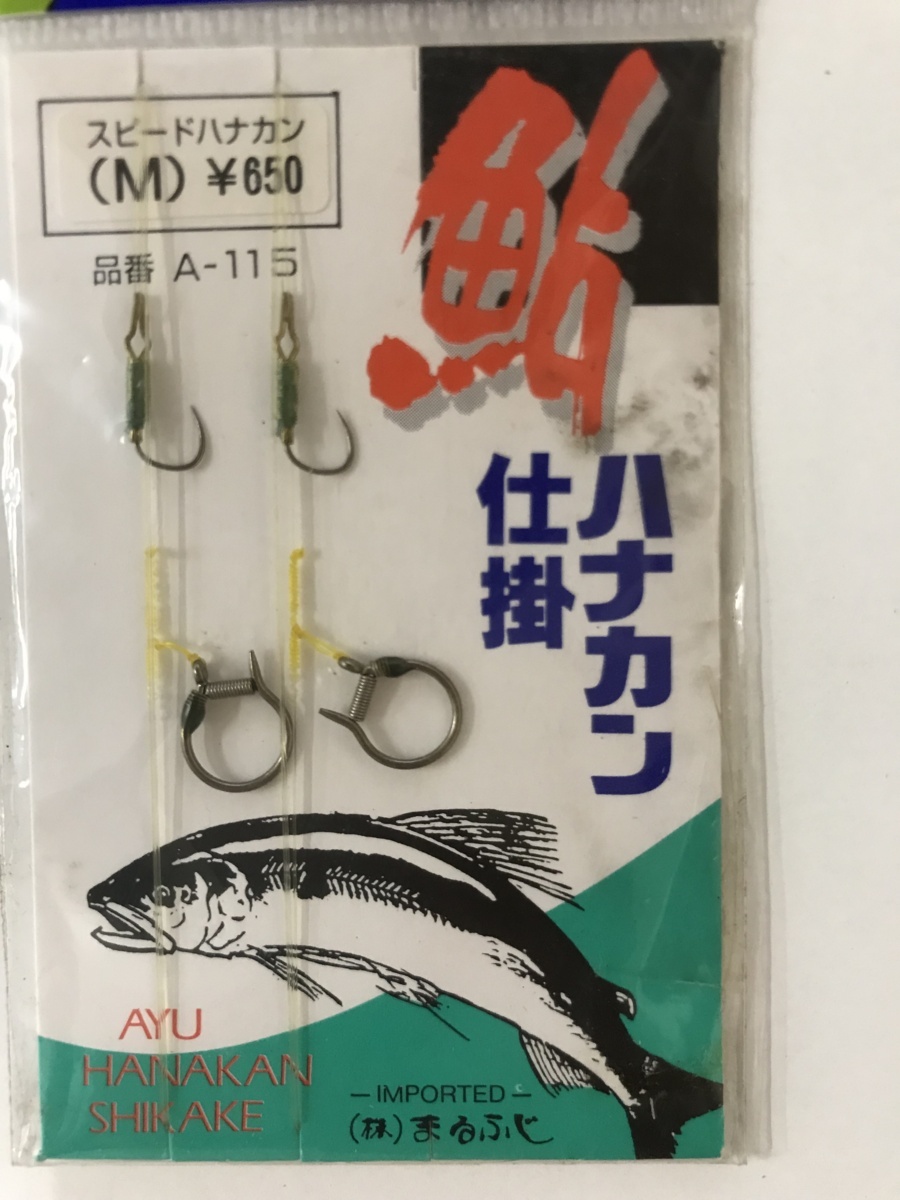 スピードハナカン
（M）￥650
品番 A-115
鮎
ハナカン
仕掛
AYU
HANAKAN
SHIKAKE
– IMPORTED –
(株) まるふじ